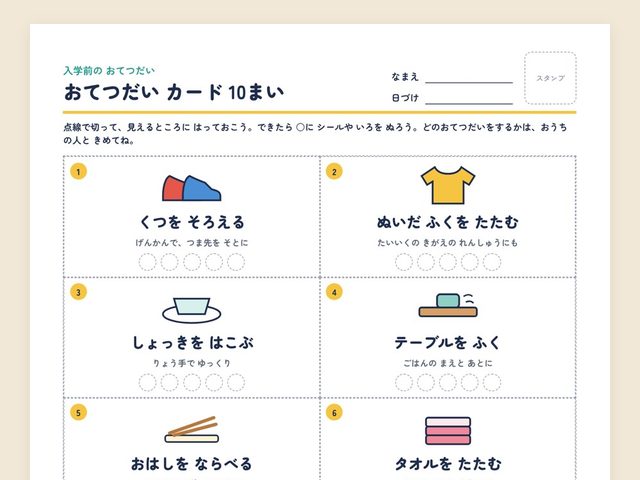 入学前の おてつだい
おてつだい カード 10まい
なまえ
日づけ
スタンプ
点線で切って、見えるところに はっておこう。できたら ○に シールや いろを ぬろう。どのおてつだいをするかは、おうち
の人と きめてね。
1
くつを そろえる
げんかんで、つま先を そとに
2
ぬいだ ふくを たたむ
たいいくの きがえの れんしゅうにも
3
しょっきを はこぶ
りょう手で ゆっくり
4
テーブルを ふく
ごはんの まえと あとに
5
おはしを ならべる
6
タオルを たたむ